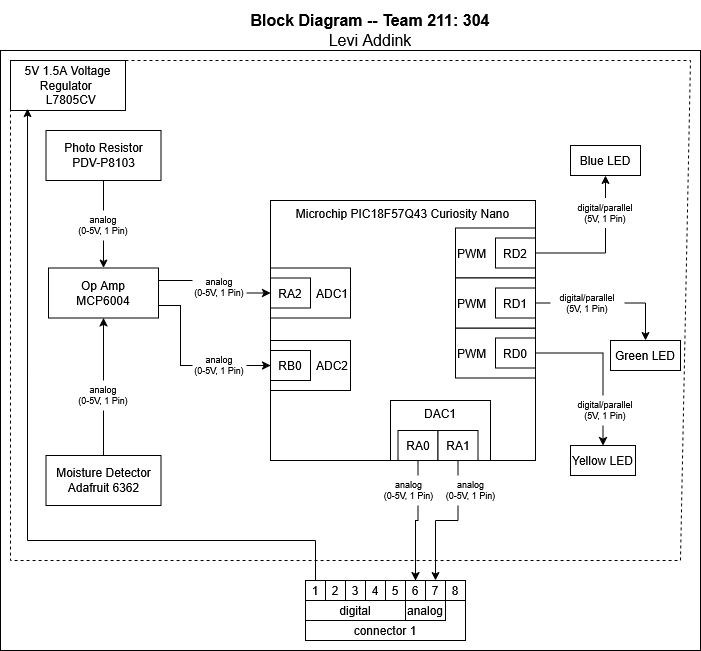 Block Diagram -- Team 211: 304
Levi Addink
5V 1.5A Voltage
Regulator
L7805CV
Photo Resistor
PDV-P8103
analog
(0-5V, 1 Pin)
Op Amp
MCP6004
analog
(0-5V, 1 Pin)
analog
(0-5V, 1 Pin)
analog
(0-5V, 1 Pin)
Moisture Detector
Adafruit 6362
Microchip PIC18F57Q43 Curiosity Nano
RA2 ADC1
RB0 ADC2
PWM RD2
PWM RD1
PWM RD0
DAC1
RA0 RA1
Blue LED
digital/parallel
(5V, 1 Pin)
digital/parallel
(5V, 1 Pin)
Green LED
digital/parallel
(5V, 1 Pin)
Yellow LED
analog
(0-5V, 1 Pin)
analog
(0-5V, 1 Pin)
1 2 3 4 5 6 7 8
digital analog
connector 1